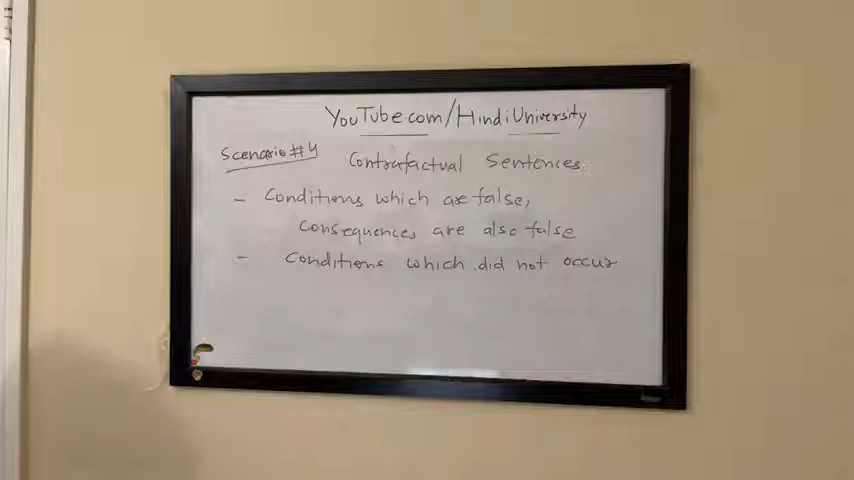 YouTube.com/HindiUniversity
Scenario #4 Contrafactual Sentences
- Conditions which are false,
Consequences are also false
- Conditions which did not occur